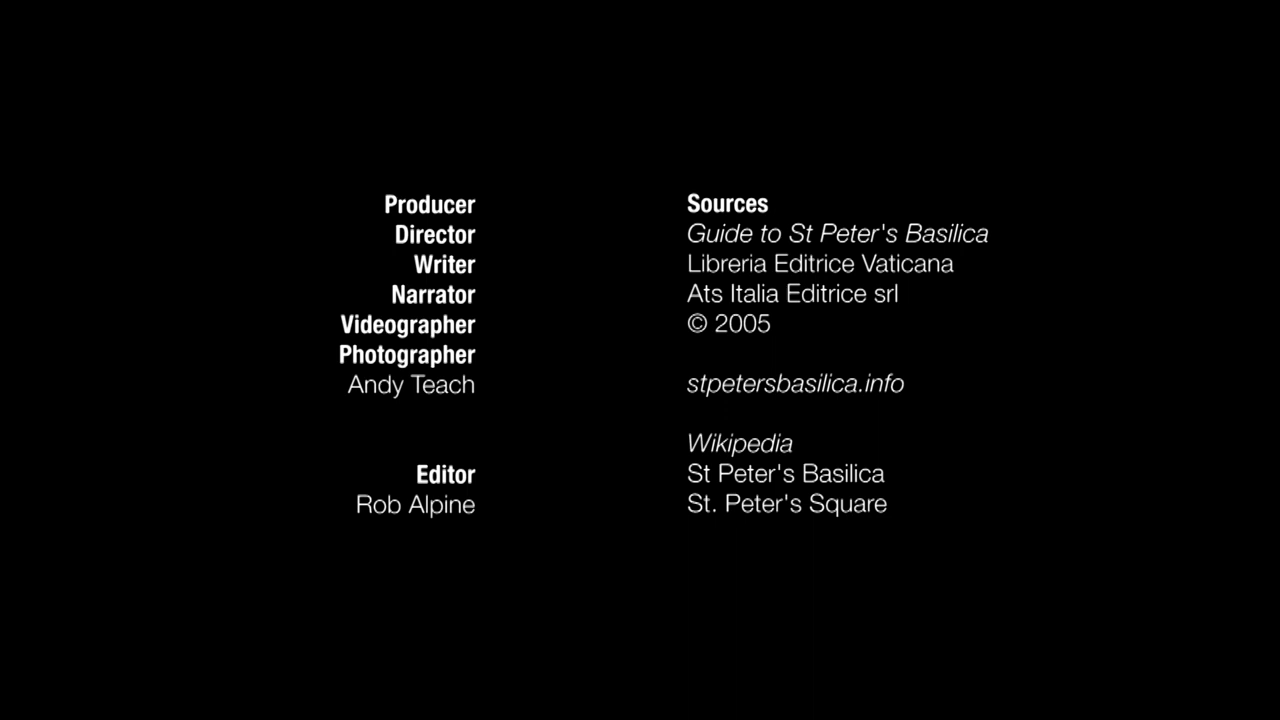 Producer
Director
Writer
Narrator
Videographer
Photographer
Andy Teach
Editor
Rob Alpine
Sources
Guide to St Peter's Basilica
Libreria Editrice Vaticana
Ats Italia Editrice srl
© 2005
stpetersbasilica.info
Wikipedia
St Peter's Basilica
St. Peter's Square